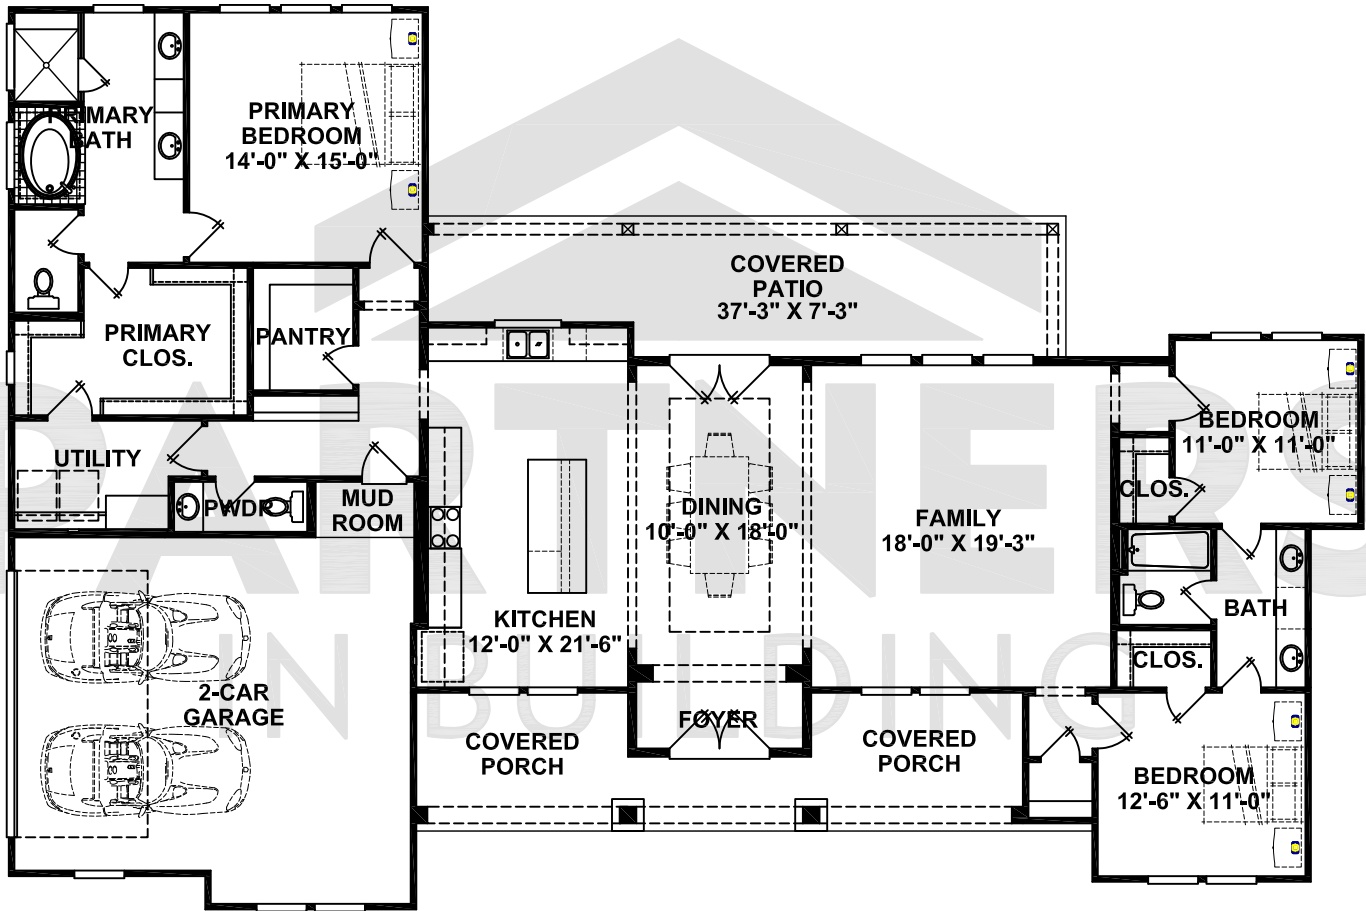 PRIMARY
BATH
PRIMARY
BEDROOM
14'-0" X 15'-0"
COVERED
PATIO
37'-3" X 7'-3"
PRIMARY
CLOS.
PANTRY
UTILITY
PWDR
MUD
ROOM
BEDROOM
11'-0" X 11'-0"
CLOS.
DINING
10'-0" X 18'-0"
FAMILY
18'-0" X 19'-3"
KITCHEN
12'-0" X 21'-6"
BATH
CLOS.
2-CAR
GARAGE
FOYER
COVERED
PORCH
COVERED
PORCH
BEDROOM
12'-6" X 11'-0"
PARTNERS
IN BUILDING